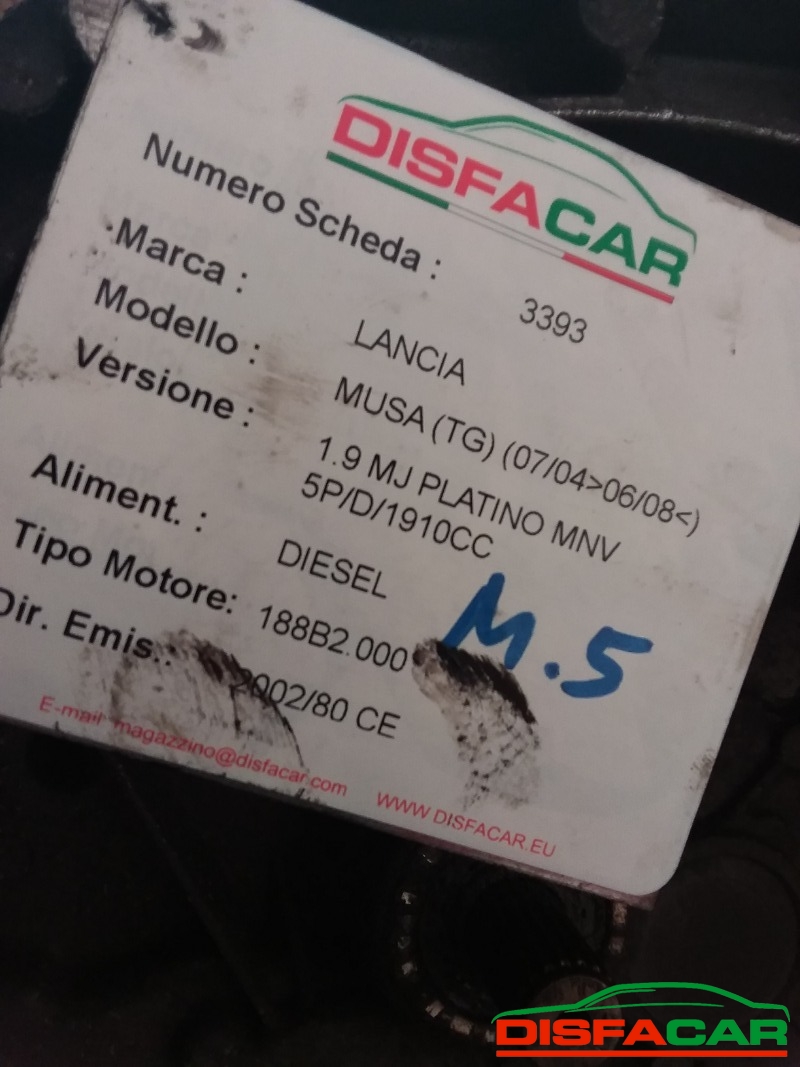 DISFACAR
Numero Scheda : 3393
Marca : LANCIA
Modello : MUSA (TG) (07/04>06/08<)
Versione : 1.9 MJ PLATINO MNV
5P/D/1910CC
Aliment. : DIESEL
Tipo Motore: 188B2.000
M.5
Dir. Emis.: 2002/80 CE
E-mail magazzino@disfacar.com WWW.DISFACAR.EU
DISFACAR